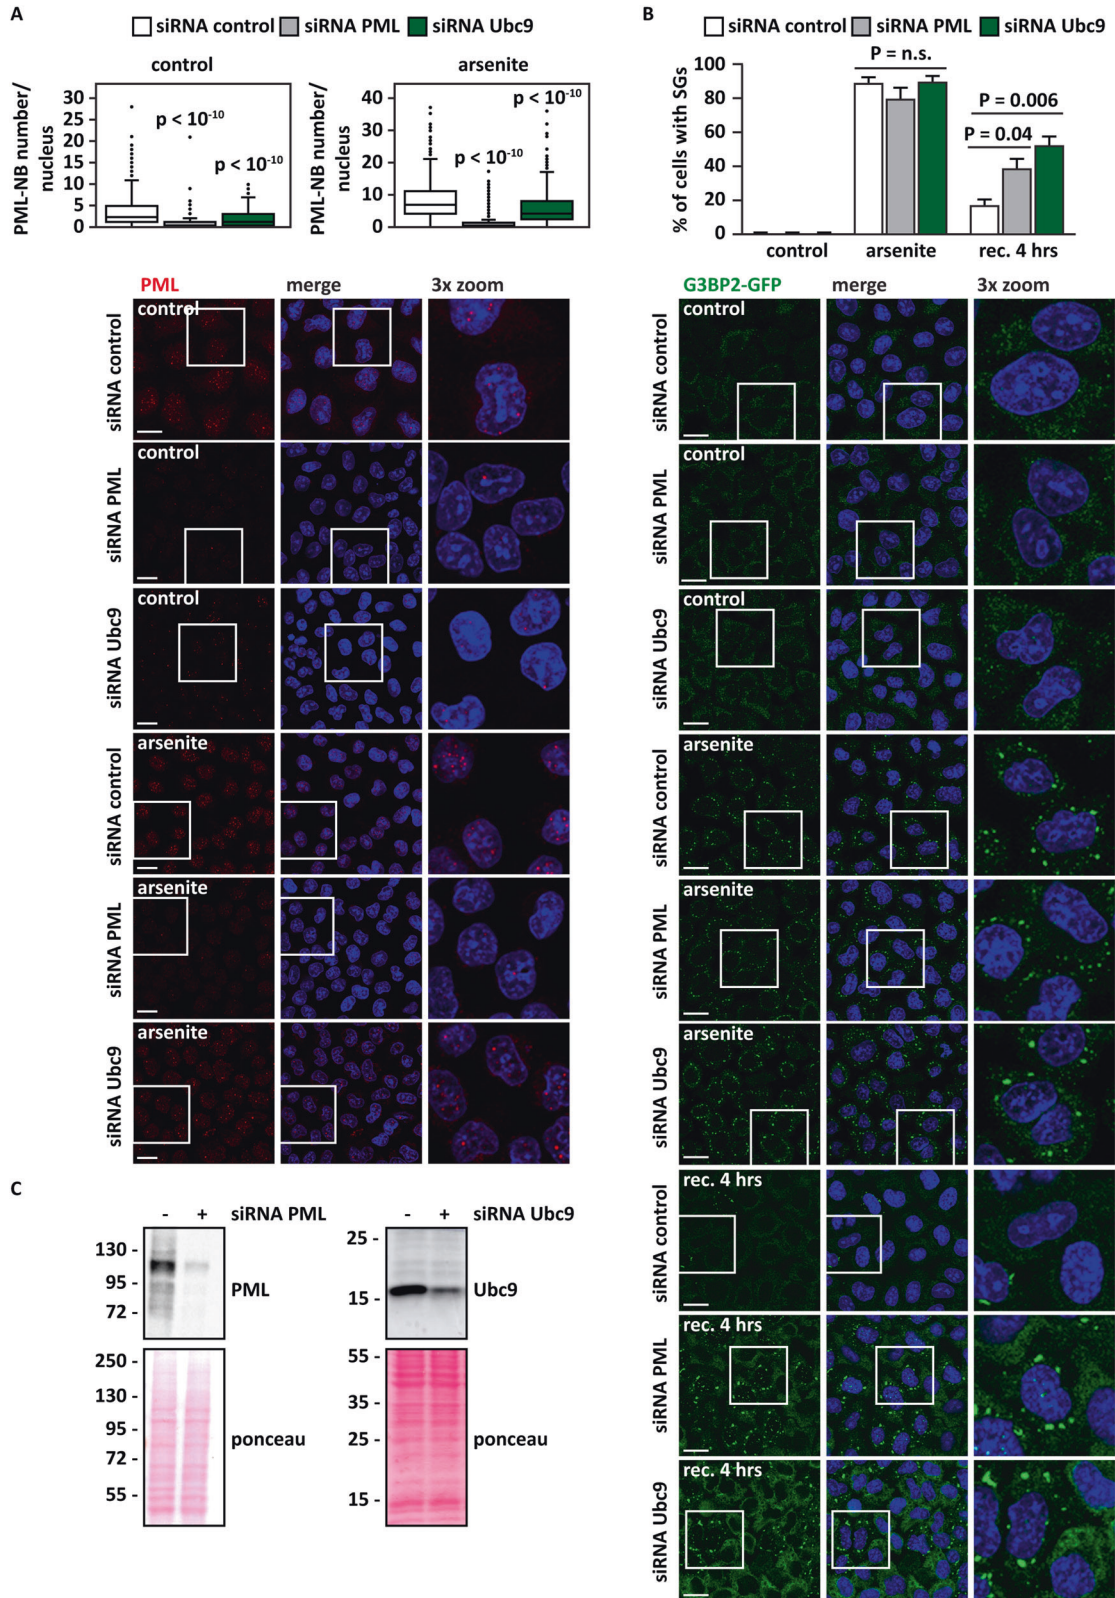 A
siRNA control siRNA PML siRNA Ubc9
control
PML-NB number/
nucleus
30
25
20
15
10
5
0
p < 10⁻¹⁰
p < 10⁻¹⁰
arsenite
PML-NB number/
nucleus
40
30
20
10
0
p < 10⁻¹⁰
p < 10⁻¹⁰
PML merge 3x zoom
siRNA control
control
siRNA PML
control
siRNA Ubc9
control
siRNA control
arsenite
siRNA PML
arsenite
siRNA Ubc9
arsenite
B
siRNA control siRNA PML siRNA Ubc9
% of cells with SGs
100
80
60
40
20
0
P = n.s.
P = 0.006
P = 0.04
control arsenite rec. 4 hrs
G3BP2-GFP merge 3x zoom
siRNA control
control
siRNA PML
control
siRNA Ubc9
control
siRNA control
arsenite
siRNA PML
arsenite
siRNA Ubc9
arsenite
siRNA control
rec. 4 hrs
siRNA PML
rec. 4 hrs
siRNA Ubc9
rec. 4 hrs
C
- + siRNA PML
130 -
95 -
72 -
PML
250 -
130 -
95 -
72 -
55 -
ponceau
- + siRNA Ubc9
25 -
15 -
Ubc9
55 -
35 -
25 -
15 -
ponceau